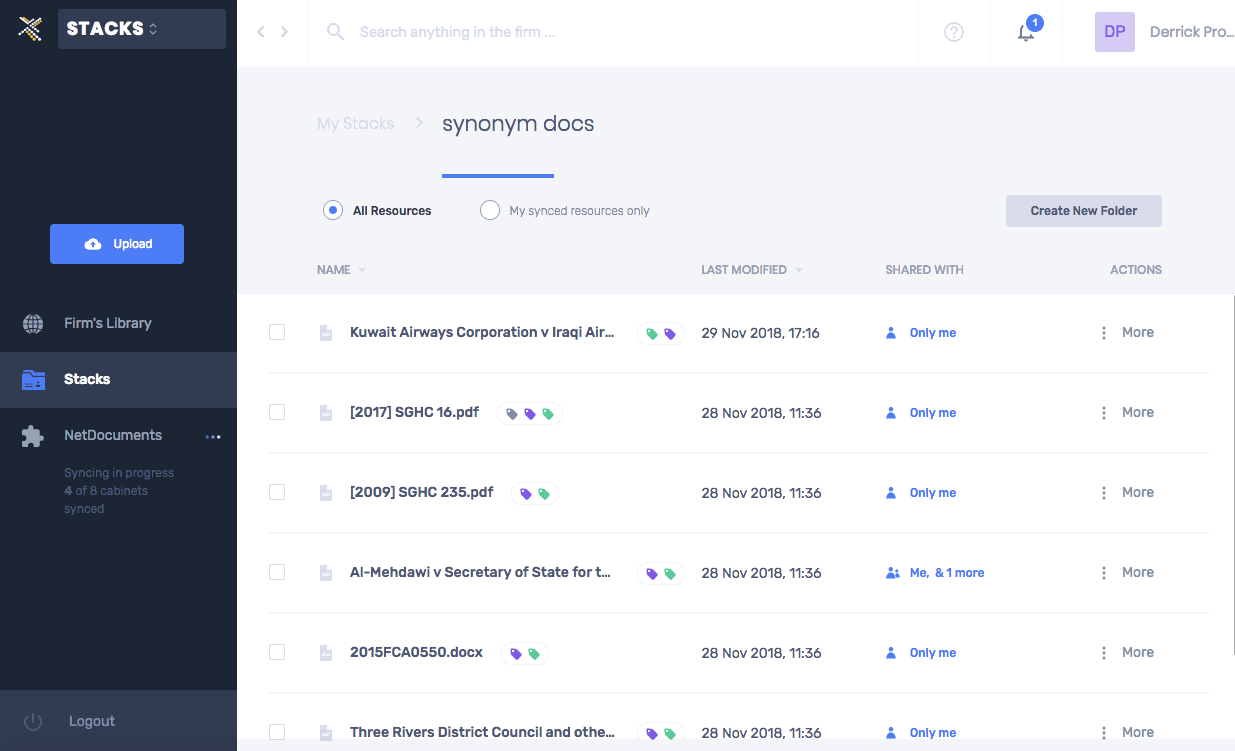 STACKS
Search anything in the firm ...
1
DP
Derrick Pro...
My Stacks
synonym docs
All Resources
My synced resources only
Create New Folder
Upload
Firm's Library
Stacks
NetDocuments
Syncing in progress
4 of 8 cabinets
synced
Logout
NAME
LAST MODIFIED
SHARED WITH
ACTIONS
Kuwait Airways Corporation v Iraqi Air... 29 Nov 2018, 17:16 Only me More
[2017] SGHC 16.pdf 28 Nov 2018, 11:36 Only me More
[2009] SGHC 235.pdf 28 Nov 2018, 11:36 Only me More
Al-Mehdawi v Secretary of State for t... 28 Nov 2018, 11:36 Me, & 1 more More
2015FCA0550.docx 28 Nov 2018, 11:36 Only me More
Three Rivers District Council and othe... 28 Nov 2018, 11:36 Only me More